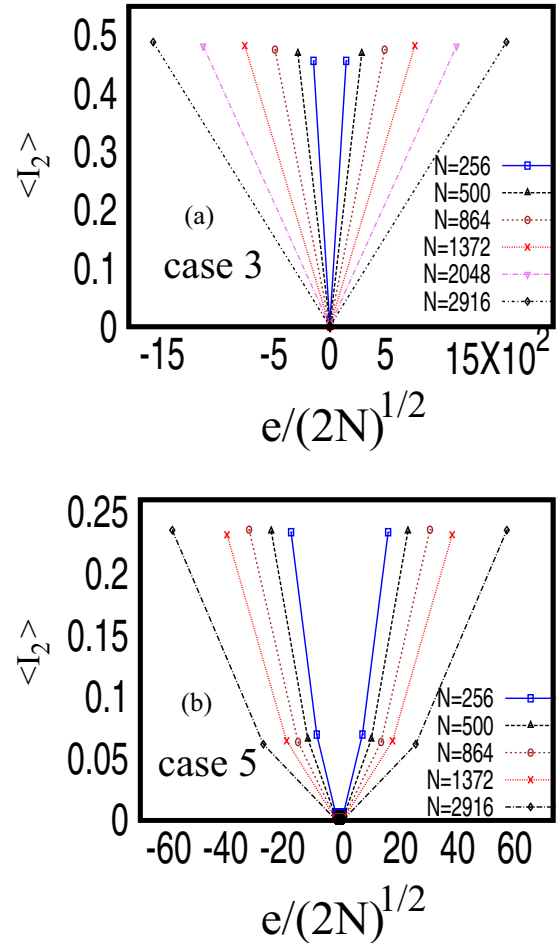 0.5
0.4
0.3
0.2
0.1
0
<I₂>
(a)
case 3
N=256
N=500
N=864
N=1372
N=2048
N=2916
-15 -5 0 5 15X10²
e/(2N)^1/2
0.25
0.2
0.15
0.1
0.05
0
<I₂>
(b)
case 5
N=256
N=500
N=864
N=1372
N=2916
-60 -40 -20 0 20 40 60
e/(2N)^1/2